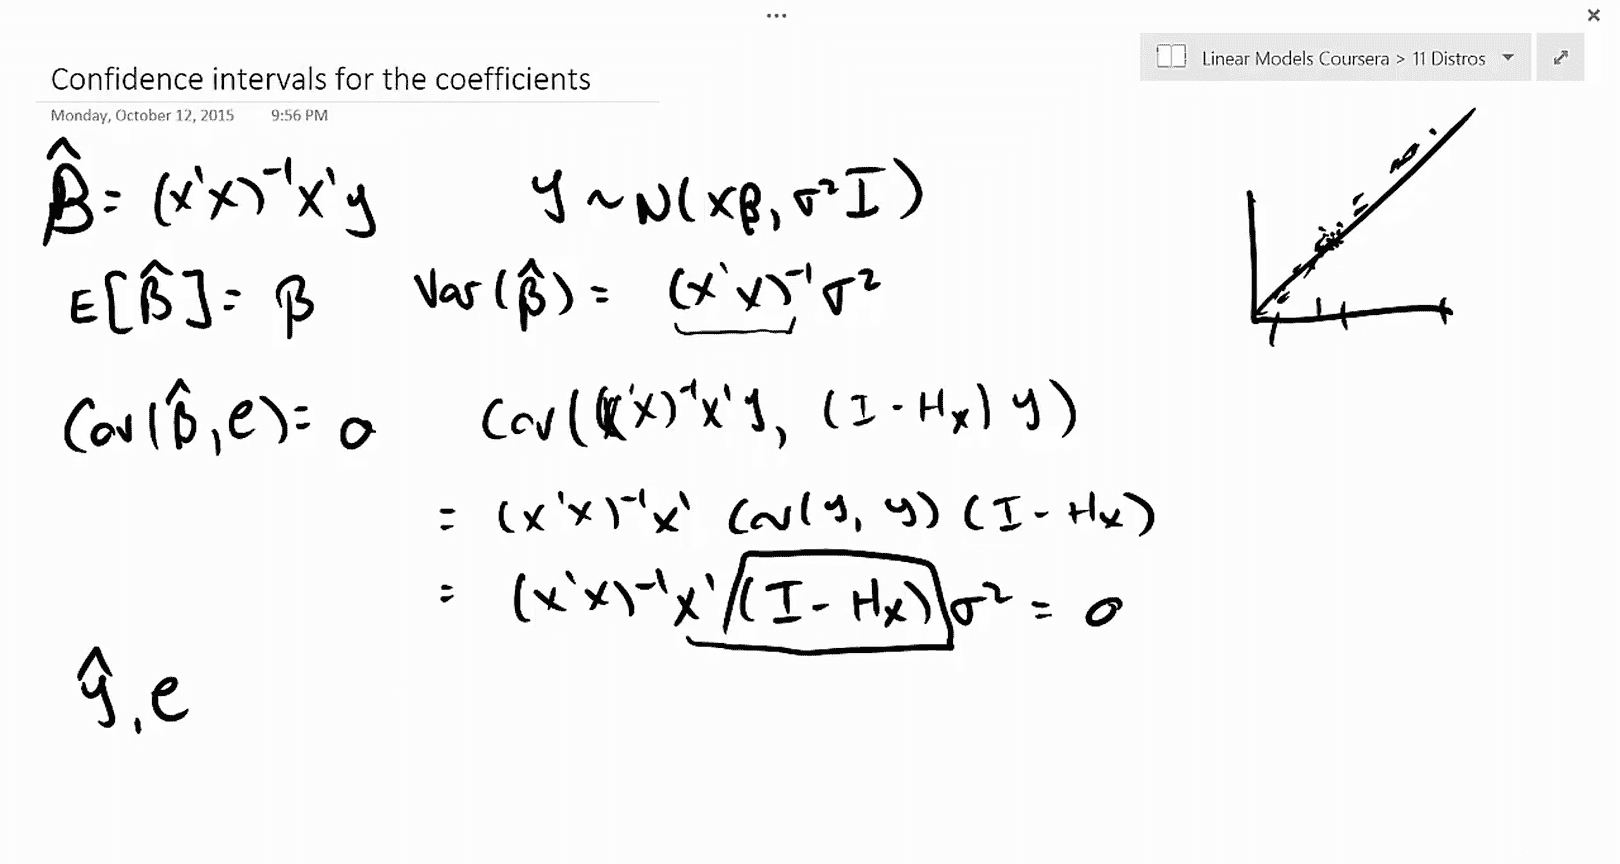 ...
×
Linear Models Coursera > 11 Distros
Confidence intervals for the coefficients
Monday, October 12, 2015 9:56 PM
β̂ = (x'x)⁻¹x'y y ~ N(xβ, σ²I)
E[β̂] = β Var(β̂) = (x'x)⁻¹σ²
Cov(β̂, e) = 0 Cov((x'x)⁻¹x'y, (I - Hx) y)
= (x'x)⁻¹x' Cov(y, y) (I - Hx)
= (x'x)⁻¹x' (I - Hx) σ² = 0
ŷ, e